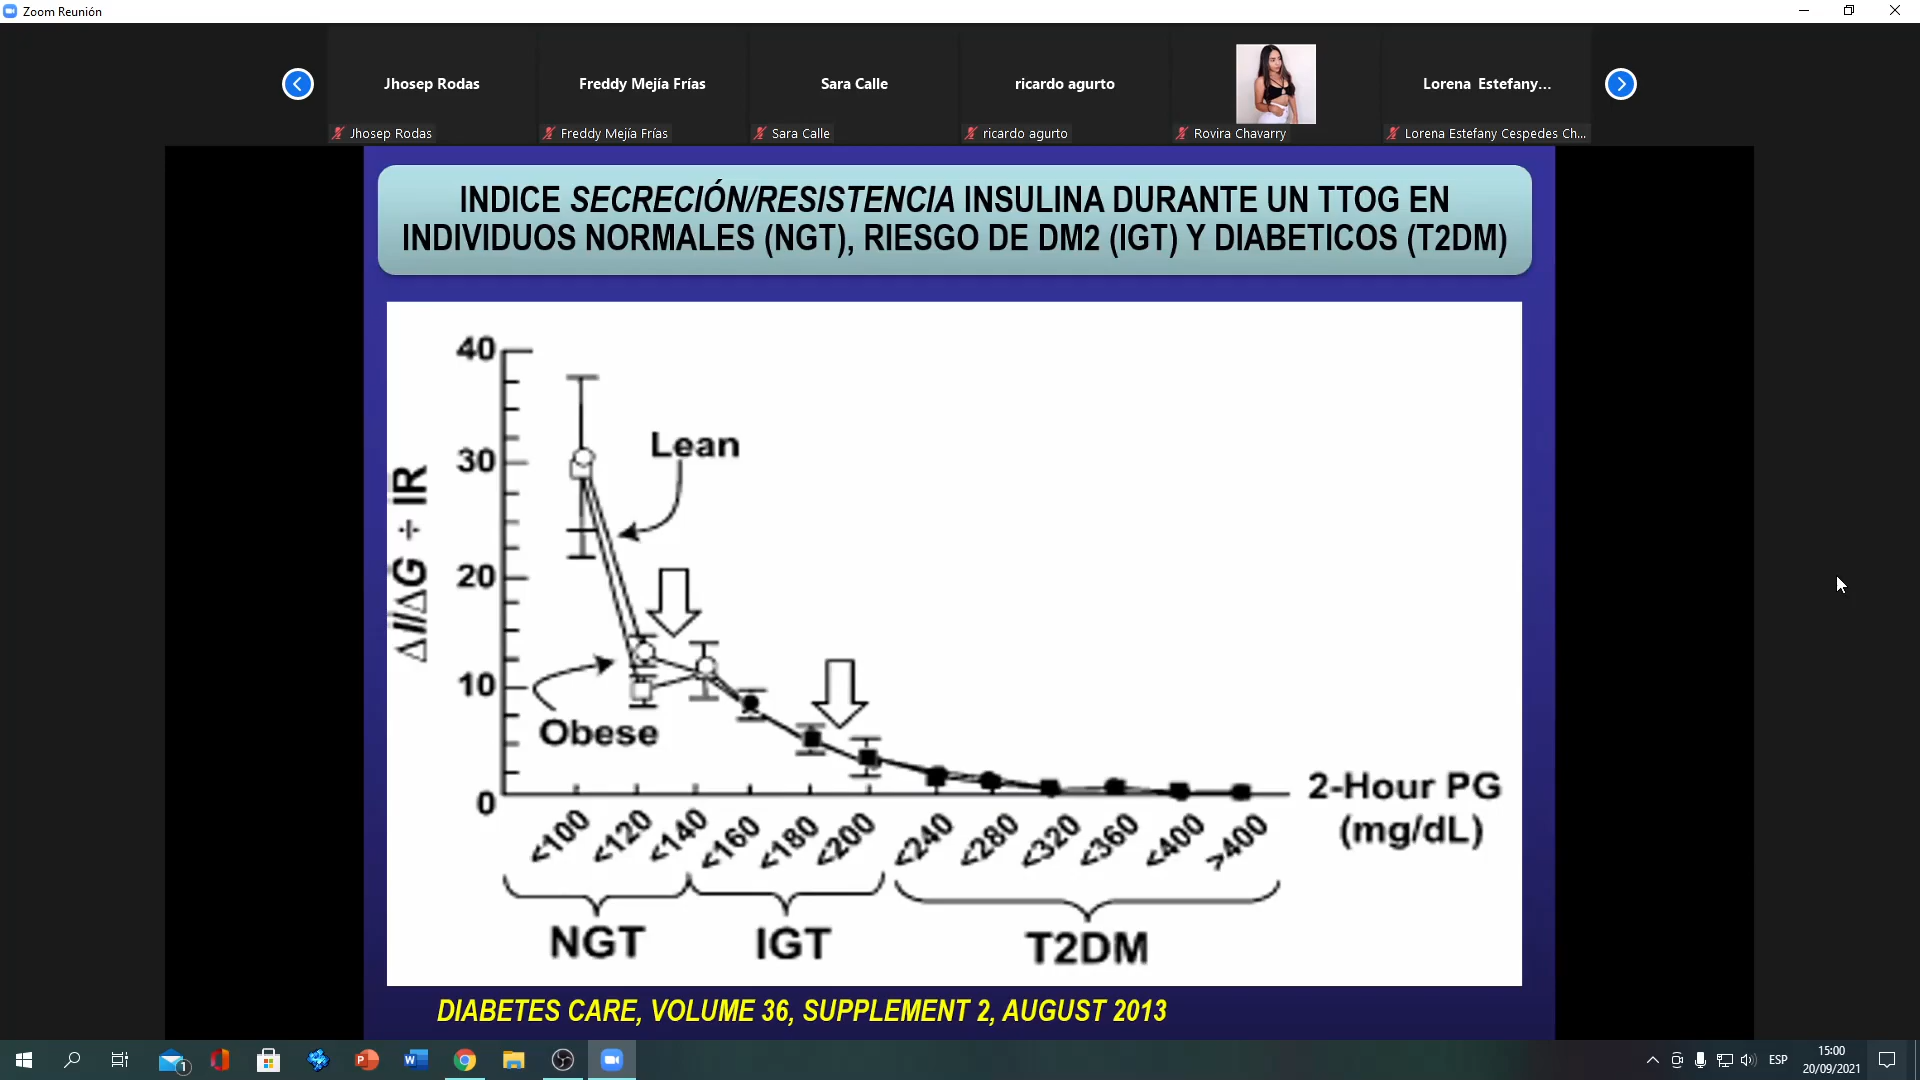 Zoom Reunión
Jhosep Rodas
Freddy Mejía Frías
Sara Calle
ricardo agurto
Lorena Estefany...
Jhosep Rodas
Freddy Mejía Frías
Sara Calle
ricardo agurto
Rovira Chavarry
Lorena Estefany Cespedes Ch...
INDICE SECRECIÓN/RESISTENCIA INSULINA DURANTE UN TTOG EN
INDIVIDUOS NORMALES (NGT), RIESGO DE DM2 (IGT) Y DIABETICOS (T2DM)
40
30
20
10
0
ΔI/ΔG ÷ IR
Lean
Obese
2-Hour PG
(mg/dL)
<100
<120
<140
<160
<180
<200
<240
<280
<320
<360
<400
>400
NGT
IGT
T2DM
DIABETES CARE, VOLUME 36, SUPPLEMENT 2, AUGUST 2013
1
ESP
15:00
20/09/2021